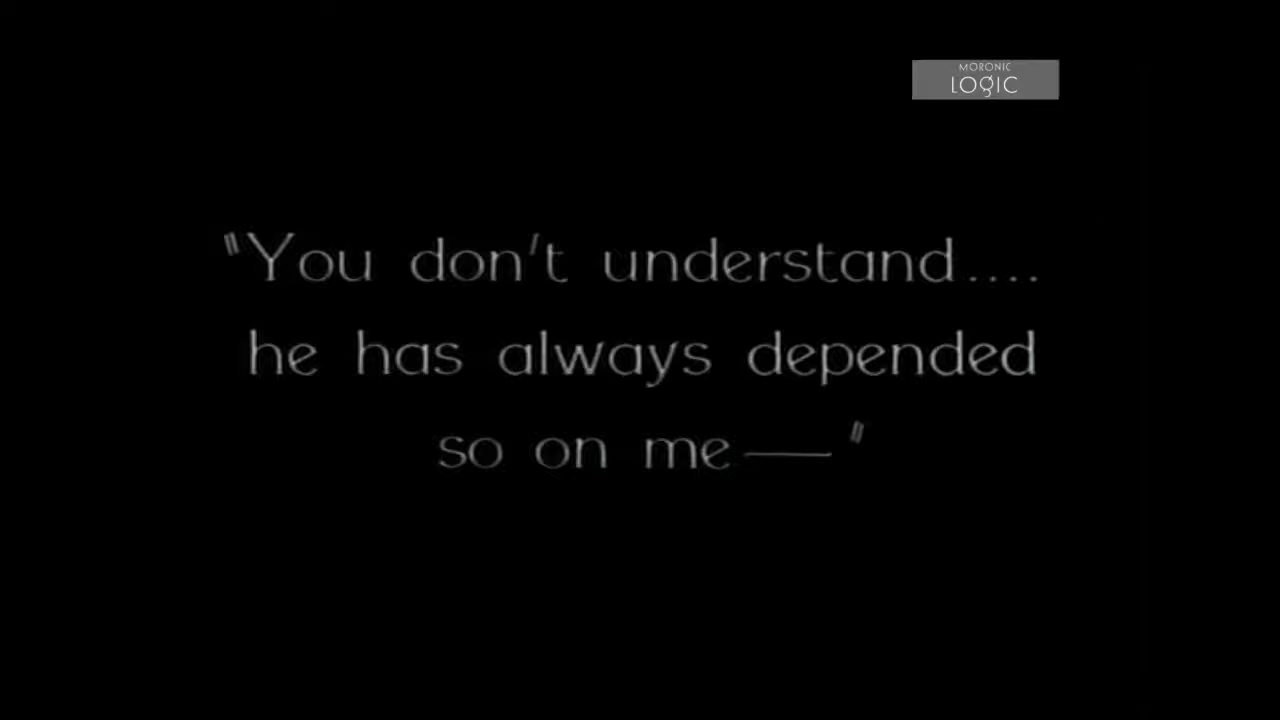 MORONIC
LOGIC
"You don't understand....
he has always depended
so on me—"